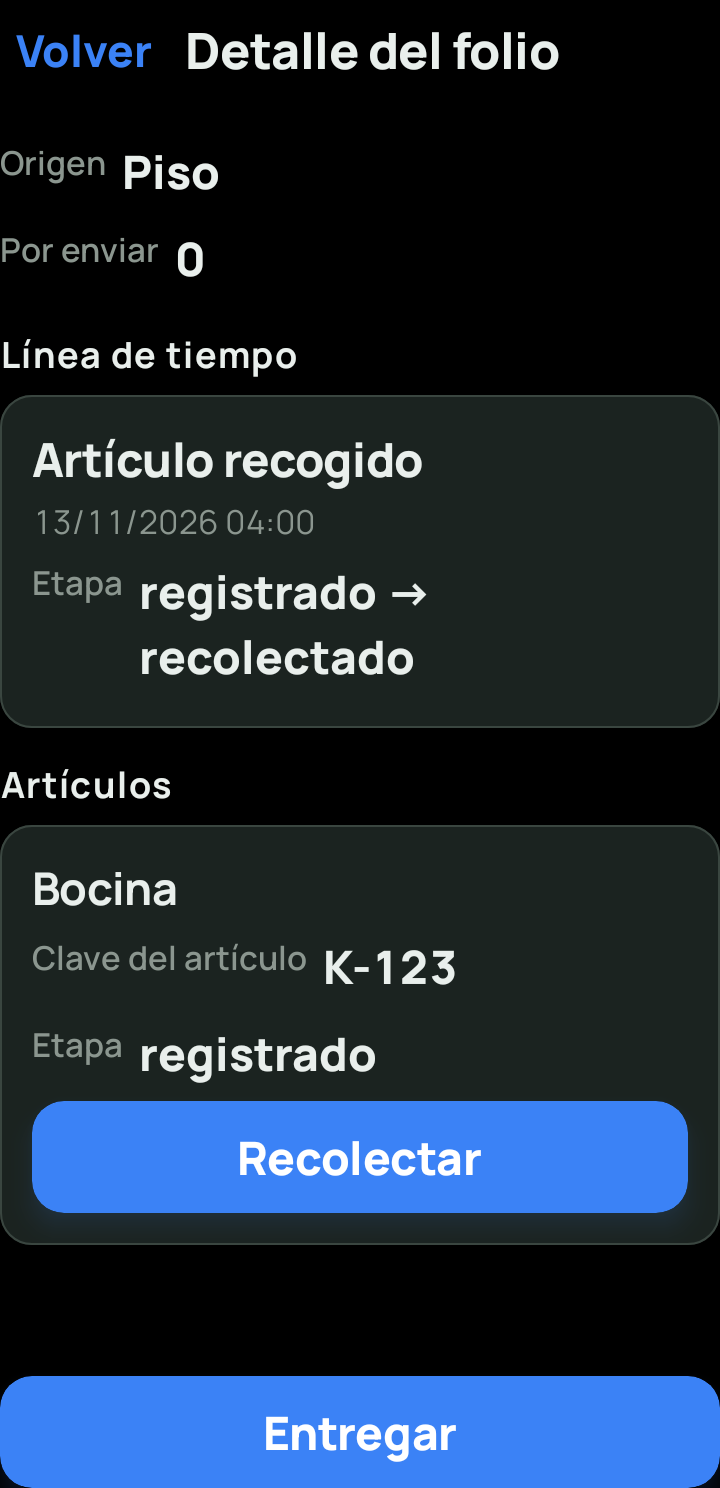 Volver Detalle del folio
Origen Piso
Por enviar 0
Línea de tiempo
Artículo recogido
13/11/2026 04:00
Etapa registrado →
recolectado
Artículos
Bocina
Clave del artículo K-123
Etapa registrado
Recolectar
Entregar